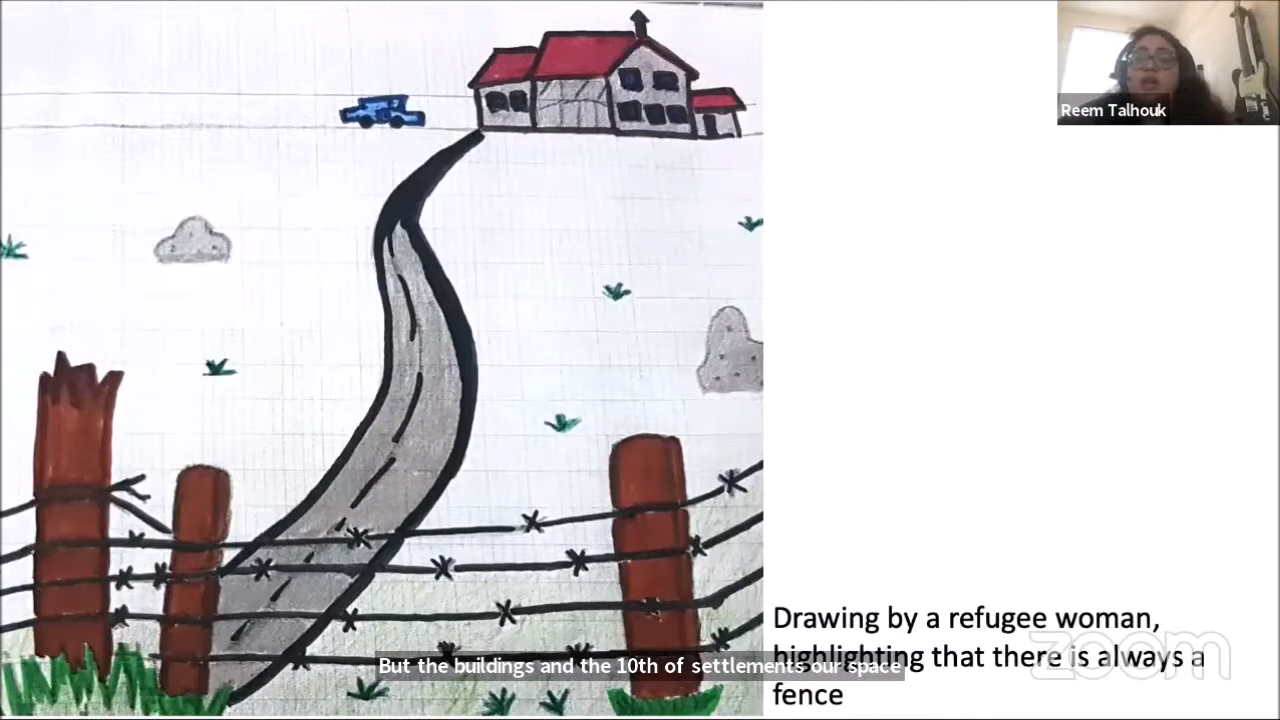 Reem Talhouk
Drawing by a refugee woman,
highlighting that there is always a
fence
zoom
But the buildings and the 10th of settlements our space